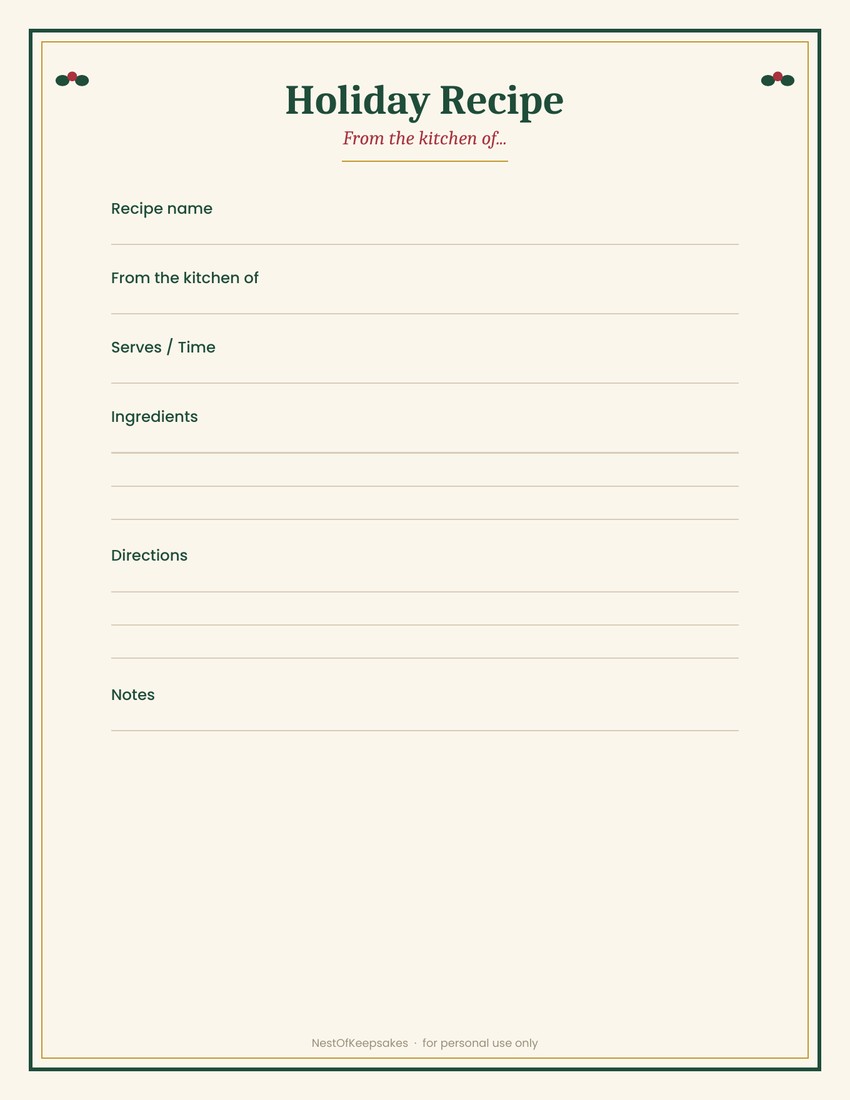 Holiday Recipe
From the kitchen of...
Recipe name
From the kitchen of
Serves / Time
Ingredients
Directions
Notes
NestOfKeepsakes · for personal use only